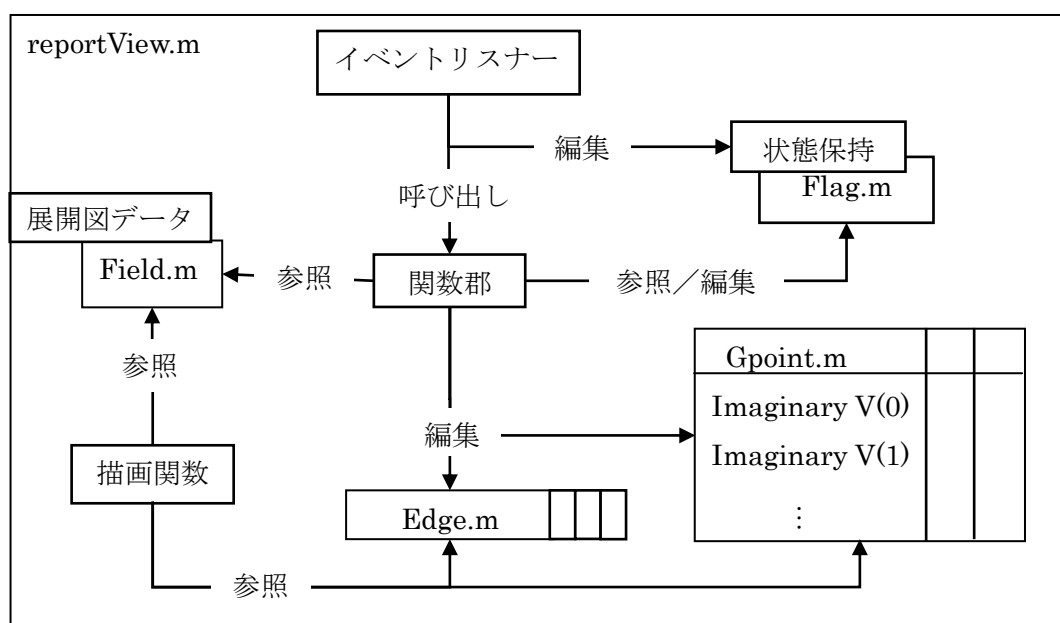 reportView.m
イベントリスナー
編集
状態保持
Flag.m
呼び出し
展開図データ
Field.m
参照
関数郡
参照／編集
参照
Gpoint.m
Imaginary V(0)
編集
Imaginary V(1)
描画関数
Edge.m
⋮
参照